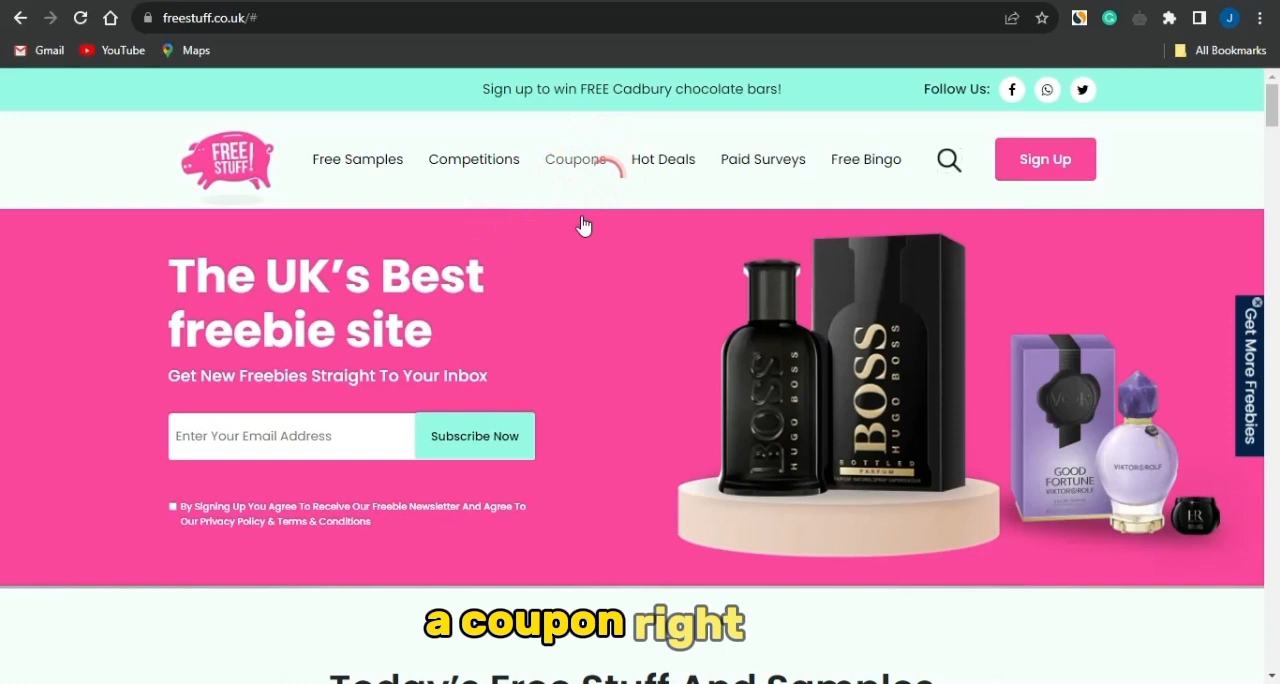 freestuff.co.uk/#
J
Gmail
YouTube
Maps
All Bookmarks
Sign up to win FREE Cadbury chocolate bars!
Follow Us:
FREE
STUFF!
Free Samples
Competitions
Coupons
Hot Deals
Paid Surveys
Free Bingo
Sign Up
The UK's Best
freebie site
Get New Freebies Straight To Your Inbox
Enter Your Email Address
Subscribe Now
By Signing Up You Agree To Receive Our Freebie Newsletter And Agree To
Our Privacy Policy & Terms & Conditions
BOSS
HUGO BOSS
BOSS
HUGO BOSS
BOTTLED
PARFUM
GOOD
FORTUNE
VIKTOR&ROLF
VIKTOR&ROLF
HR
Get More Freebies
a coupon right
Today's Free Stuff And Samples